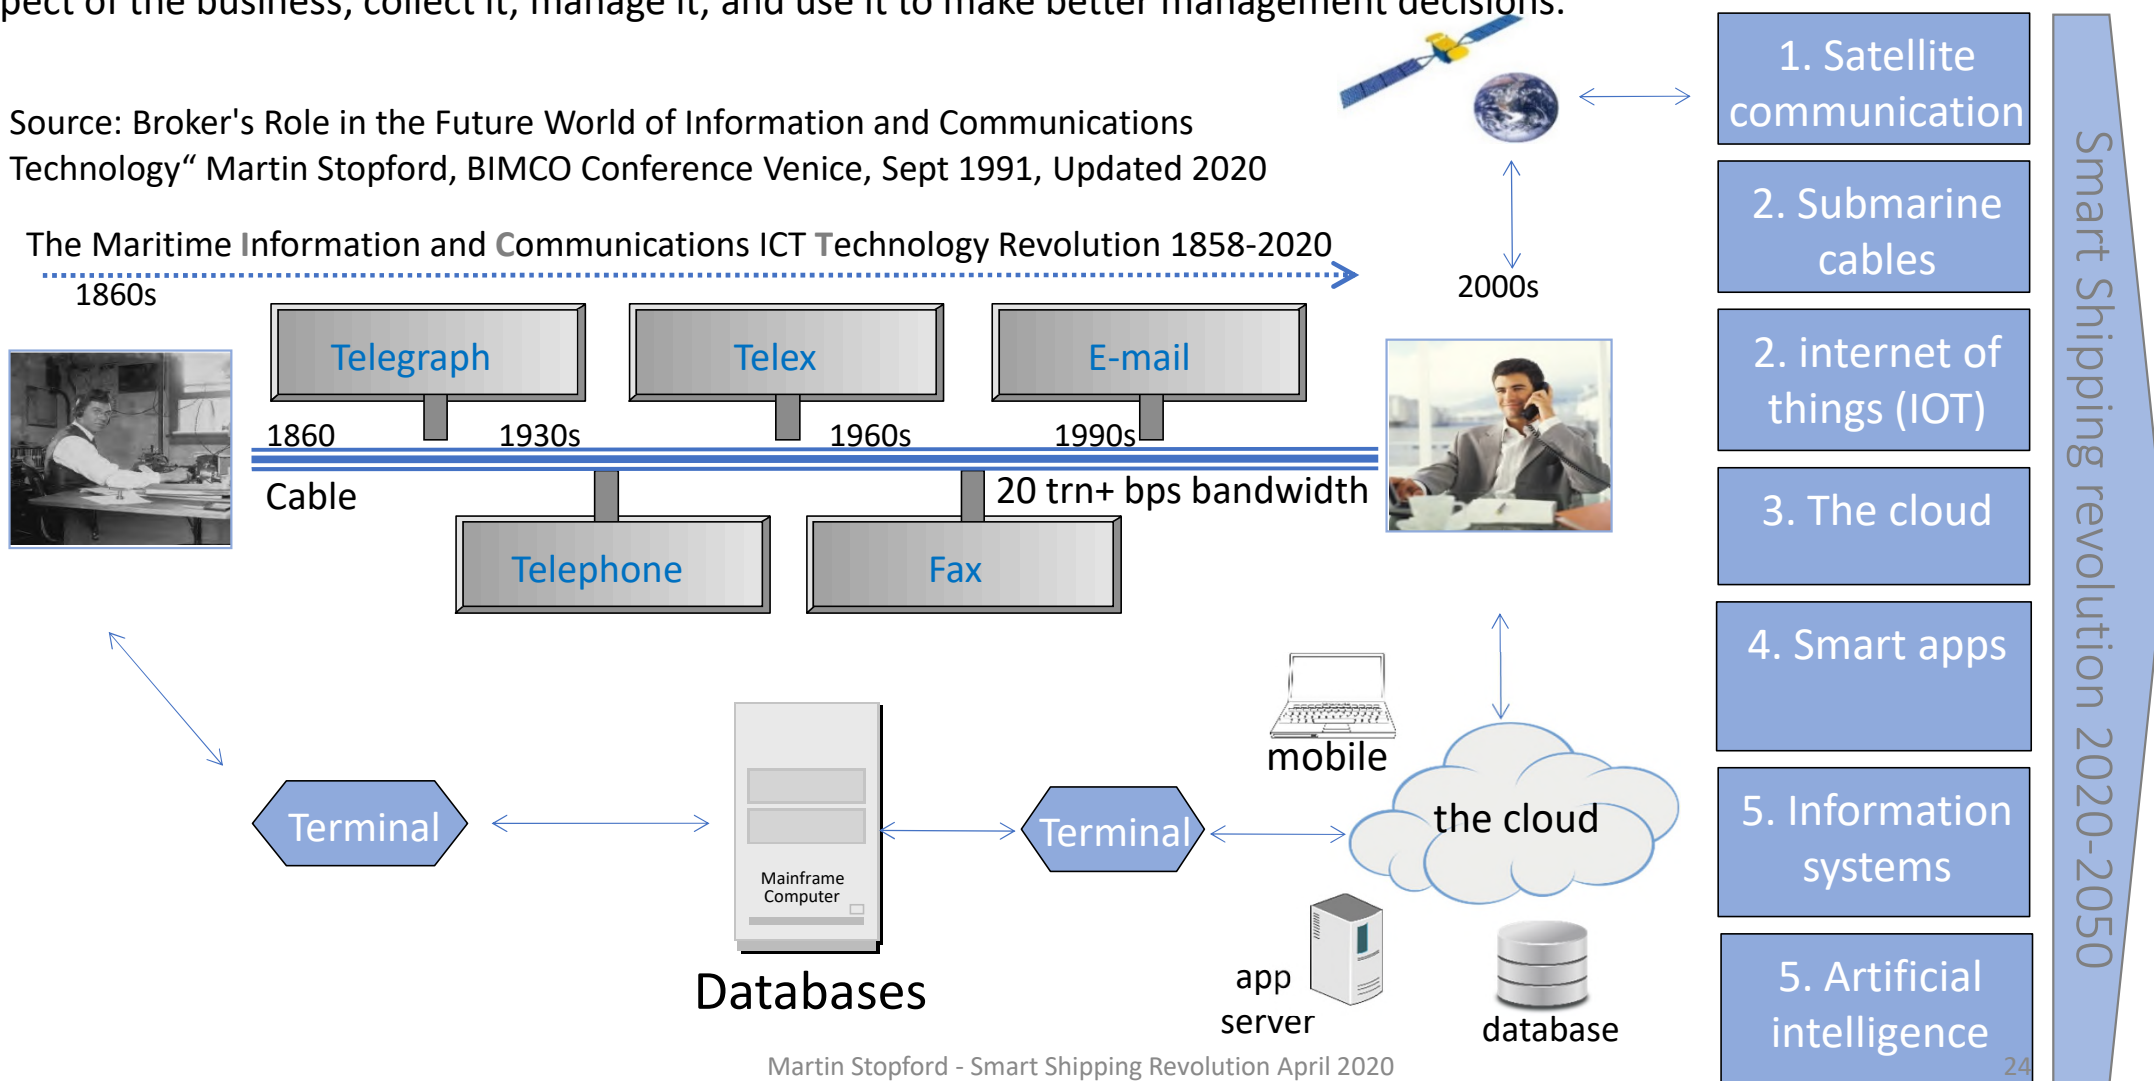 pect of the business, collect it, manage it, and use it to make better management decisions.
Source: Broker's Role in the Future World of Information and Communications
Technology“ Martin Stopford, BIMCO Conference Venice, Sept 1991, Updated 2020
The Maritime Information and Communications ICT Technology Revolution 1858-2020
1860s
2000s
Telegraph
Telex
E-mail
1860
1930s
1960s
1990s
Cable
20 trn+ bps bandwidth
Telephone
Fax
mobile
Terminal
Mainframe
Computer
Terminal
the cloud
Databases
app
server
database
1. Satellite
communication
2. Submarine
cables
2. internet of
things (IOT)
3. The cloud
4. Smart apps
5. Information
systems
5. Artificial
intelligence
Smart Shipping revolution 2020-2050
Martin Stopford - Smart Shipping Revolution April 2020
24